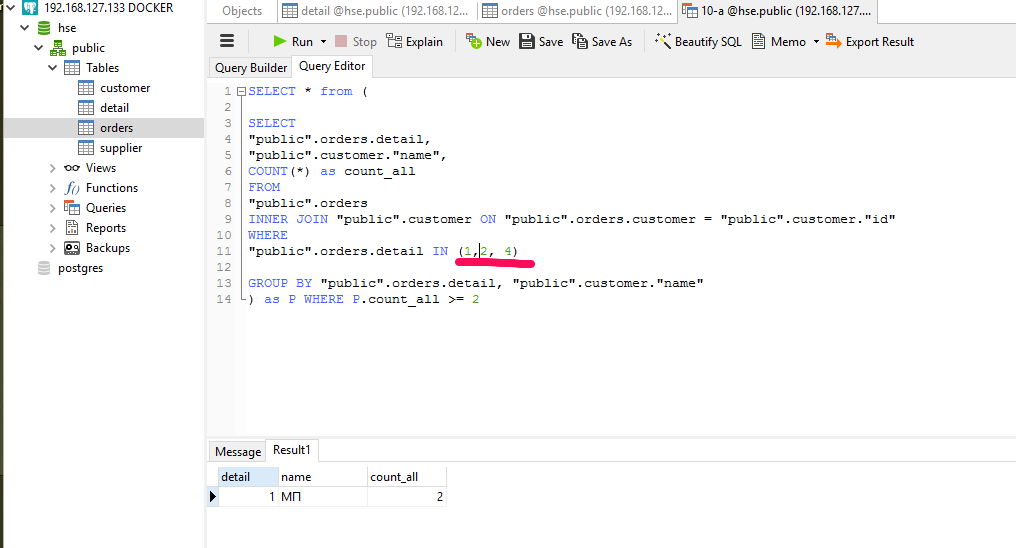 192.168.127.133 DOCKER
hse
public
Tables
customer
detail
orders
supplier
Views
Functions
Queries
Reports
Backups
postgres
Objects
detail @hse.public (192.168.12...
orders @hse.public (192.168.12...
10-a @hse.public (192.168.127....
Run
Stop
Explain
New
Save
Save As
Beautify SQL
Memo
Export Result
Query Builder
Query Editor
1 SELECT * from (
2
3 SELECT
4 "public".orders.detail,
5 "public".customer."name",
6 COUNT(*) as count_all
7 FROM
8 "public".orders
9 INNER JOIN "public".customer ON "public".orders.customer = "public".customer."id"
10 WHERE
11 "public".orders.detail IN (1,2, 4)
12
13 GROUP BY "public".orders.detail, "public".customer."name"
14 ) as P WHERE P.count_all >= 2
Message
Result1
detail name count_all
1 МП 2